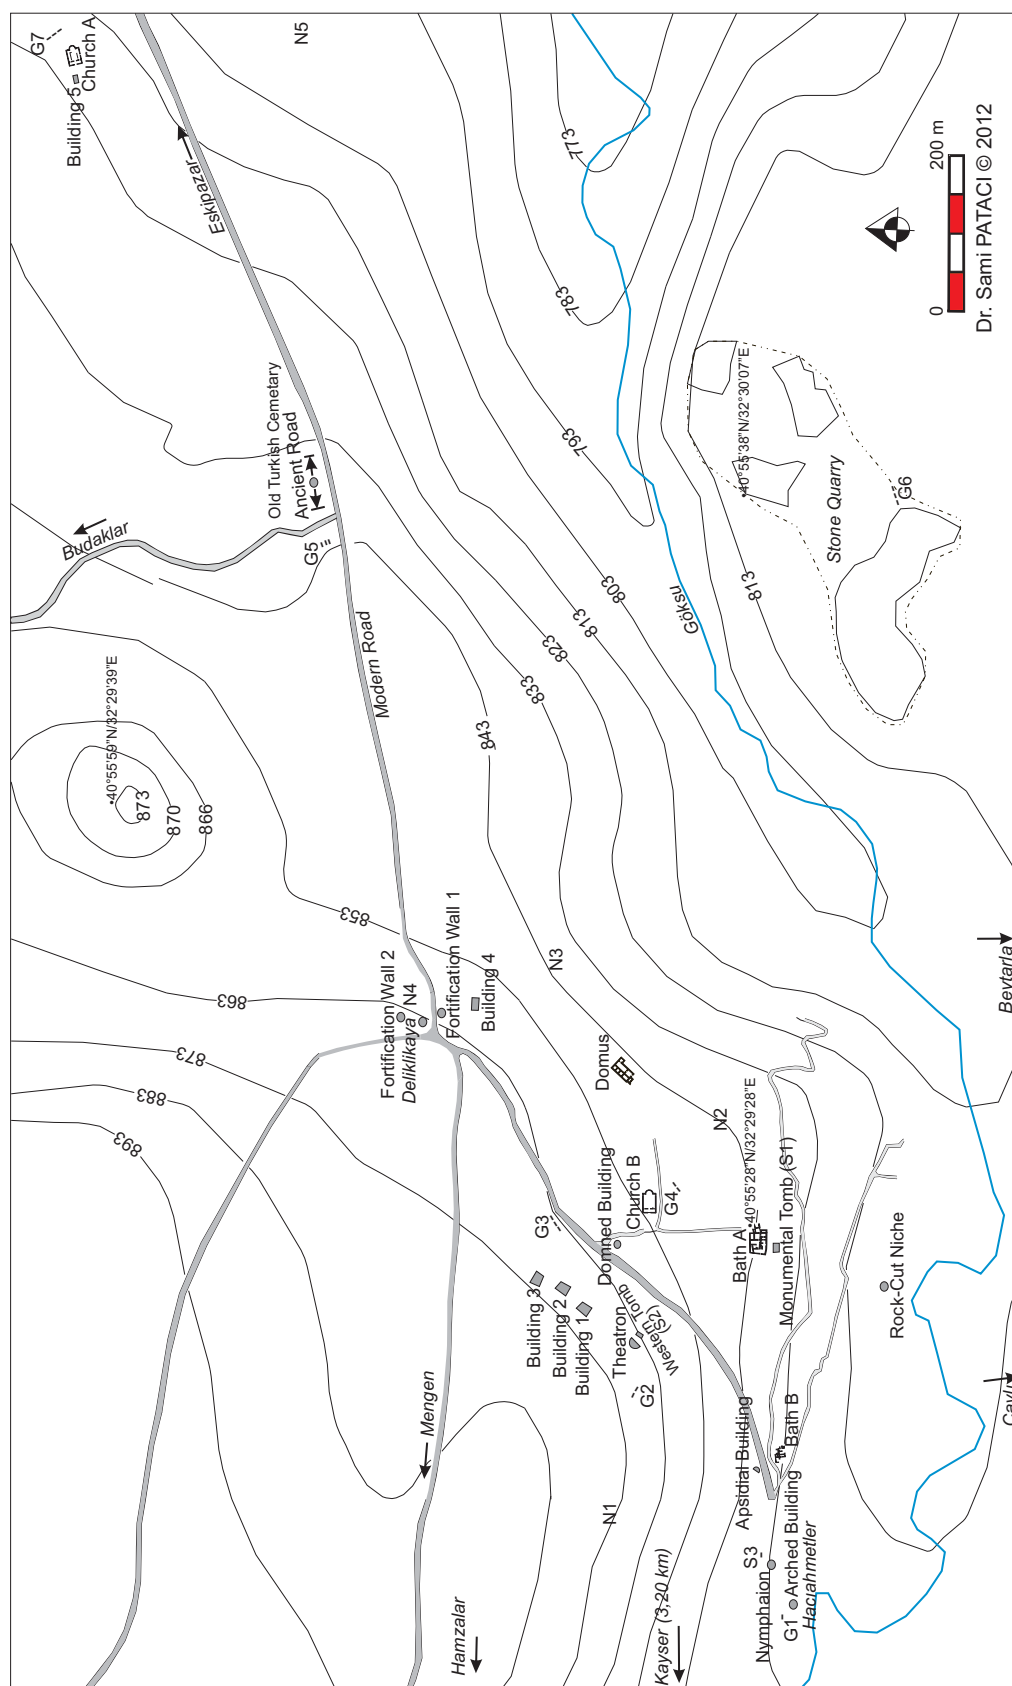 G7
Church A
Building 5
N5
Eskipazar
773
783
793
200 m
0
Dr. Sami PATACI © 2012
Old Turkish Cemetary
Ancient Road
Budaklar
G5
Modern Road
40°55'59"N/32°29'39"E
873
870
866
40°55'38"N/32°30'07"E
Stone Quarry
G6
Göksu
813
803
813
823
833
843
853
863
873
883
893
Fortification Wall 2
N4
Deliklikaya
Fortification Wall 1
Building 4
N3
Domus
N2
40°55'28"N/32°29'28"E
Domned Building
Church B
G4
G3
Bath A
Monumental Tomb (S1)
Rock-Cut Niche
Building 3
Building 2
Building 1
Theatron
Western Tomb
(S2)
G2
Mengen
Hamzalar
N1
Kayser (3,20 km)
Apsidial Building
Bath B
S3
Nymphaion
Arched Building
G1
Hacıahmetler
Beytarla